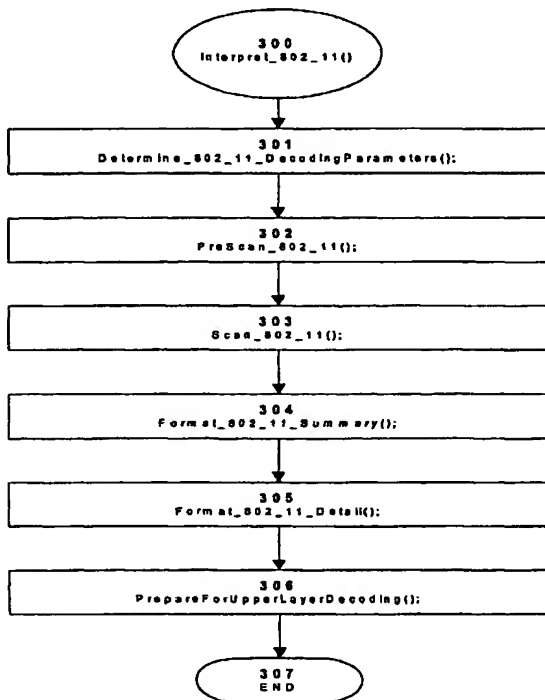 300
Interpret_802_11()
301
Determine_802_11_DecodingParameters();
302
PreScan_802_11();
303
Scan_802_11();
304
Format_802_11_Summary();
305
Format_802_11_Detail();
306
PrepareForUpperLayerDecoding();
307
END